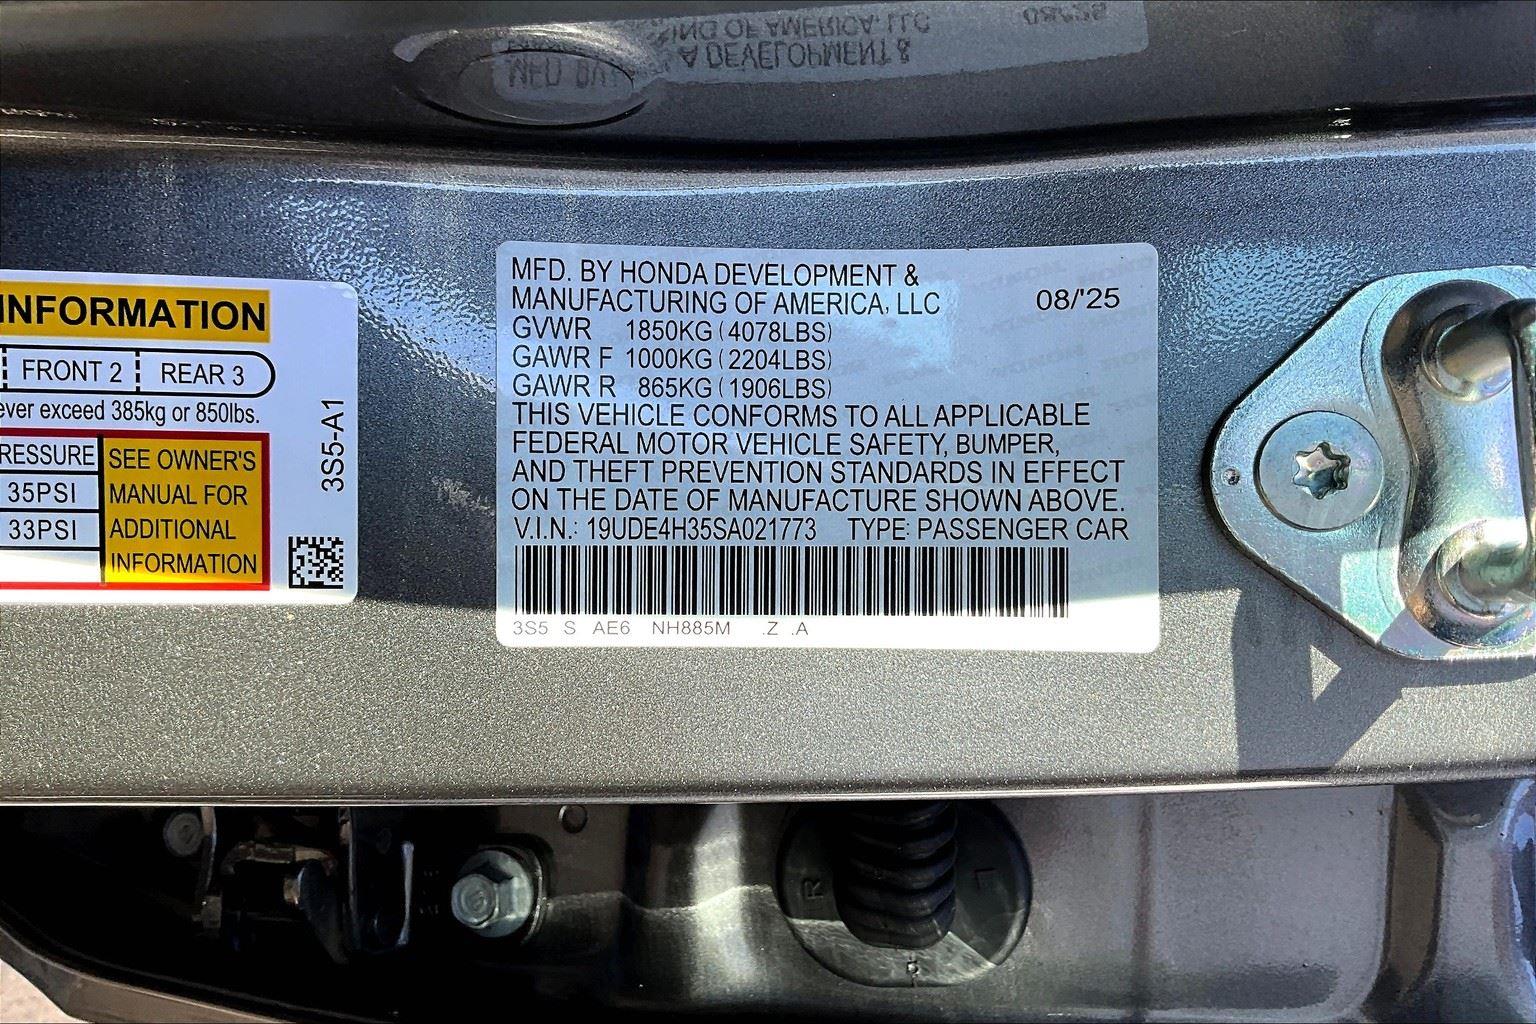 INFORMATION
FRONT 2 REAR 3
ever exceed 385kg or 850lbs.
RESSURE
35PSI
33PSI
SEE OWNER'S
MANUAL FOR
ADDITIONAL
INFORMATION
3S5-A1
MFD. BY HONDA DEVELOPMENT &
MANUFACTURING OF AMERICA, LLC 08/'25
GVWR 1850KG (4078LBS)
GAWR F 1000KG (2204LBS)
GAWR R 865KG (1906LBS)
THIS VEHICLE CONFORMS TO ALL APPLICABLE
FEDERAL MOTOR VEHICLE SAFETY, BUMPER,
AND THEFT PREVENTION STANDARDS IN EFFECT
ON THE DATE OF MANUFACTURE SHOWN ABOVE.
V.I.N.: 19UDE4H35SA021773 TYPE: PASSENGER CAR
3S5 S AE6 NH885M .Z .A
R L